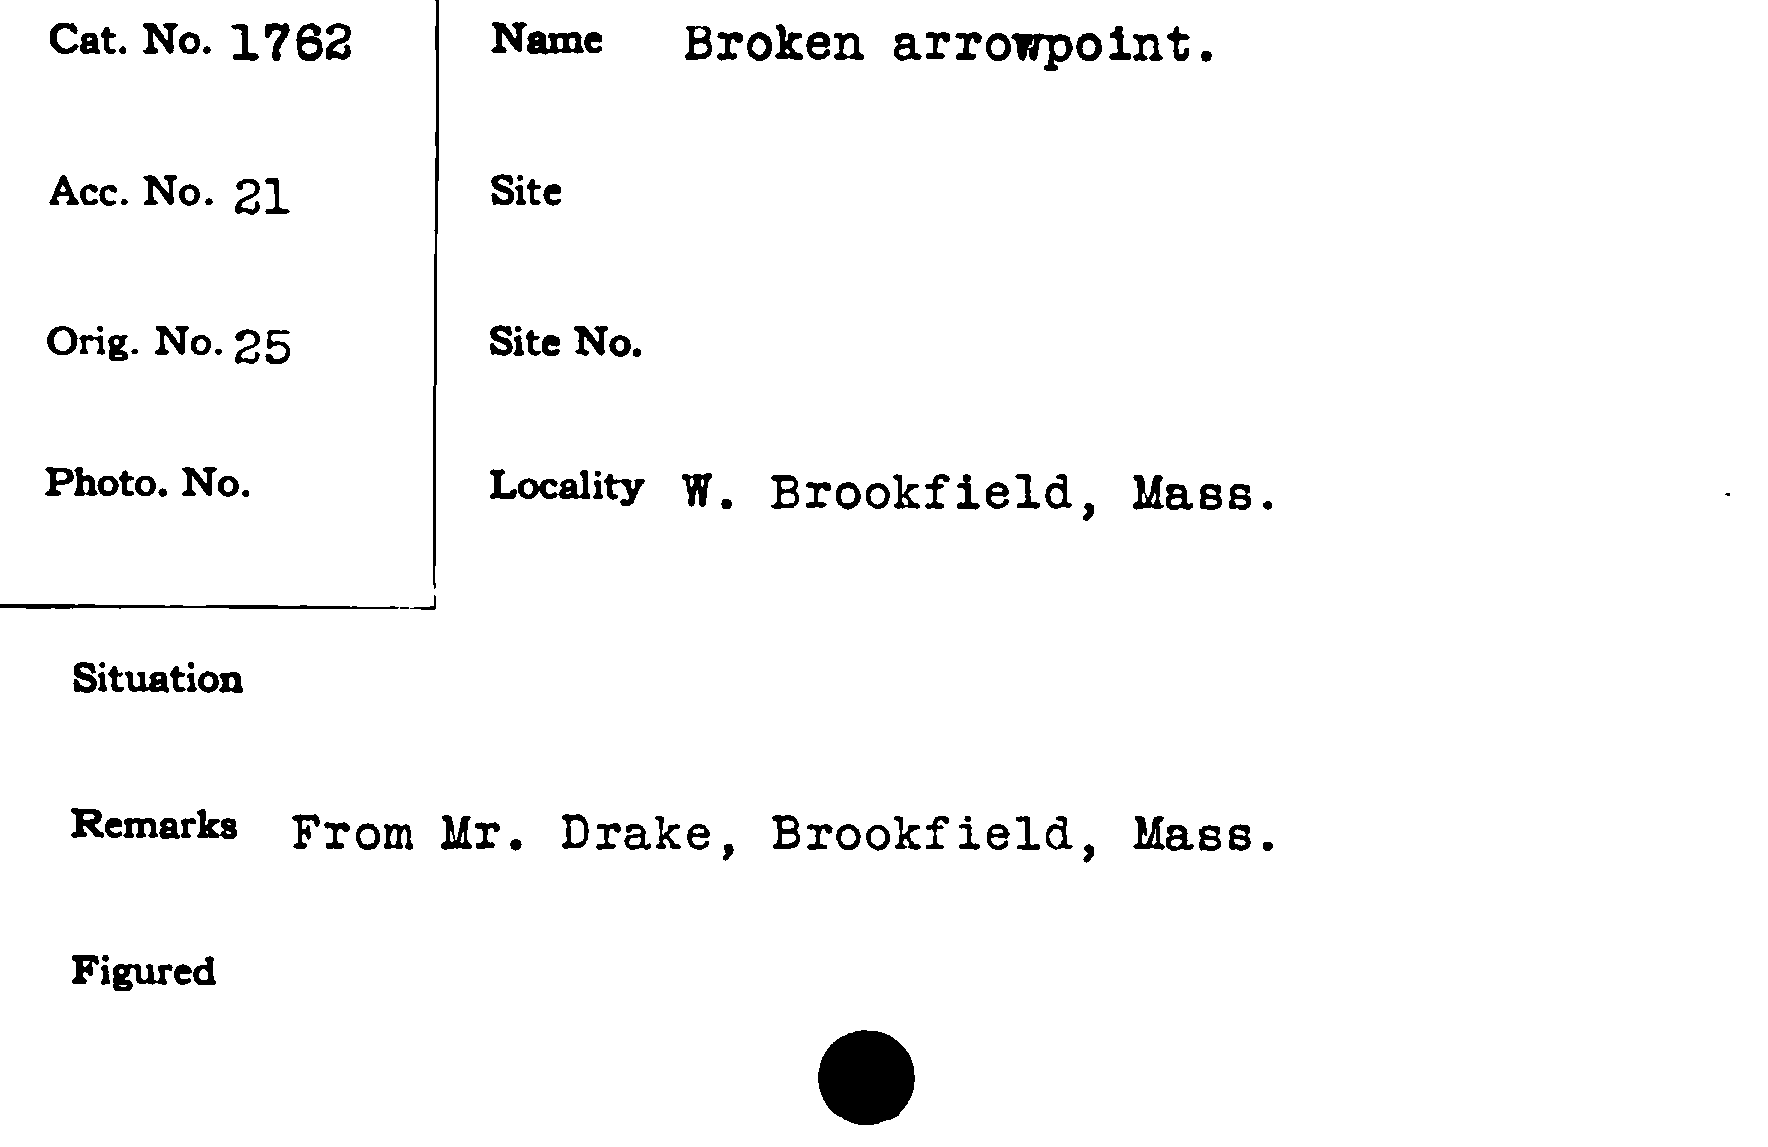 Cat. No. 1762
Name Broken arrowpoint.
Acc. No. 21
Site
Orig. No. 25
Site No.
Photo. No.
Locality W. Brookfield, Mass.
Situation
Remarks From Mr. Drake, Brookfield, Mass.
Figured